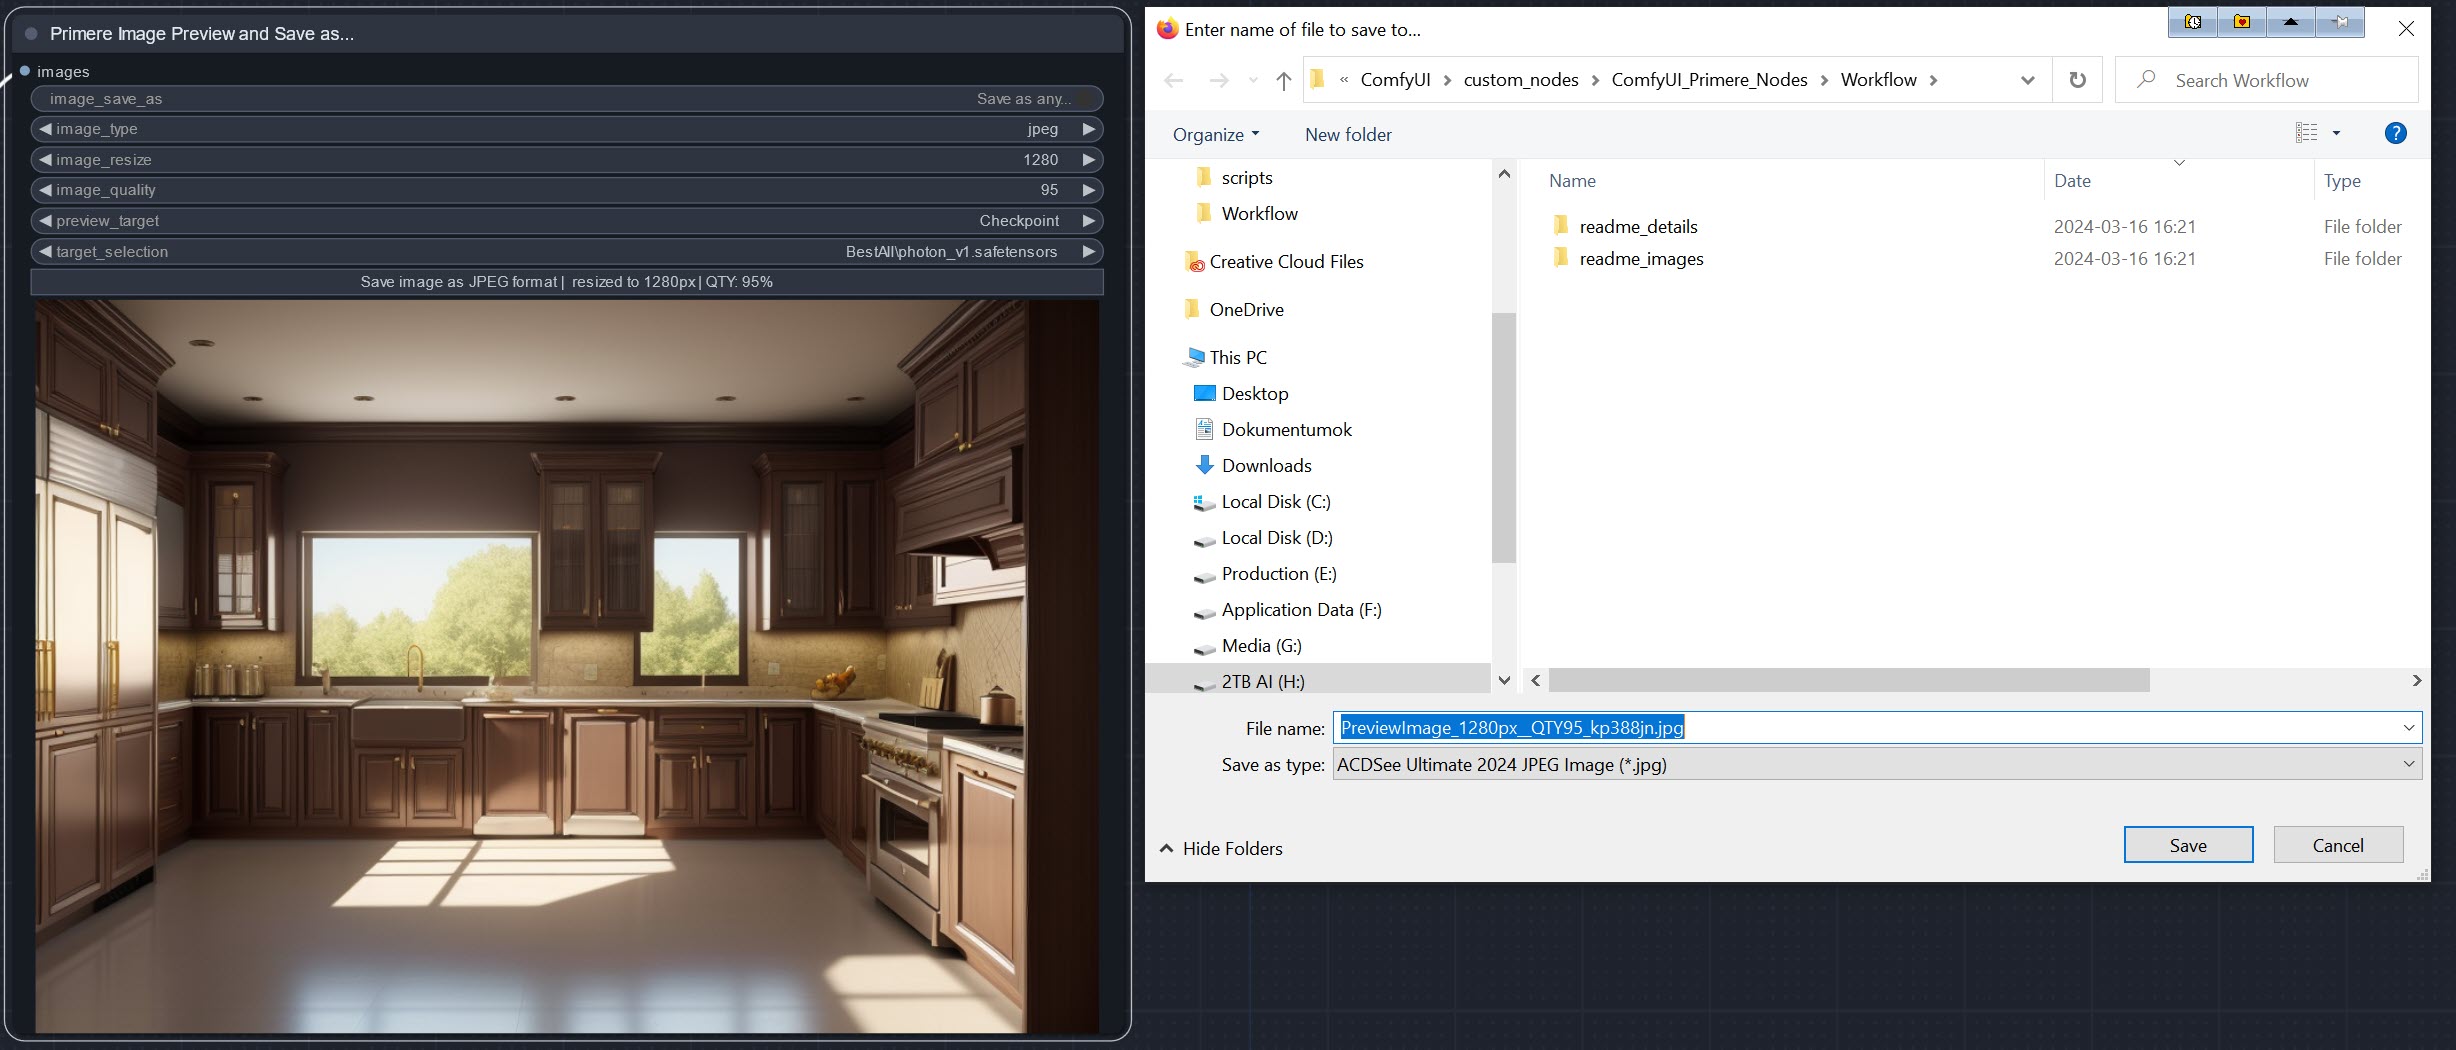 Primere Image Preview and Save as...
images
image_save_as Save as any...
image_type jpeg
image_resize 1280
image_quality 95
preview_target Checkpoint
target_selection BestAll\photon_v1.safetensors
Save image as JPEG format | resized to 1280px | QTY: 95%
Enter name of file to save to...
« ComfyUI > custom_nodes > ComfyUI_Primere_Nodes > Workflow >
Search Workflow
Organize
New folder
scripts
Workflow
Creative Cloud Files
OneDrive
This PC
Desktop
Dokumentumok
Downloads
Local Disk (C:)
Local Disk (D:)
Production (E:)
Application Data (F:)
Media (G:)
2TB AI (H:)
Name Date Type
readme_details 2024-03-16 16:21 File folder
readme_images 2024-03-16 16:21 File folder
File name: PreviewImage_1280px__QTY95_kp388jn.jpg
Save as type: ACDSee Ultimate 2024 JPEG Image (*.jpg)
Hide Folders
Save
Cancel